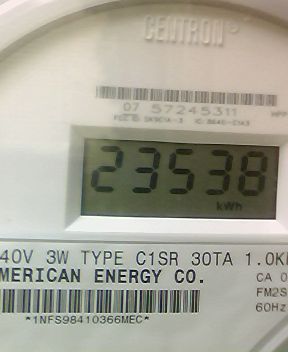 CENTRON
07 57245311
23538
kWh
40V 3W TYPE C1SR 30TA 1.0K
MERICAN ENERGY CO.
CA 0
FM2S
60Hz
*1NFS98410366MEC*